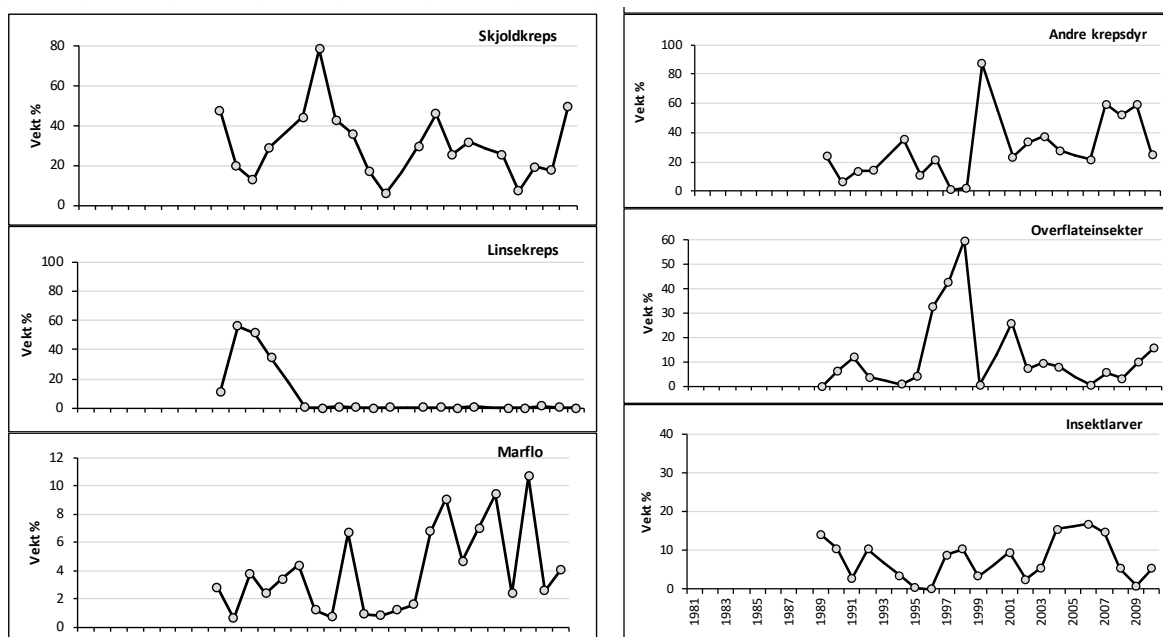 Skjoldkreps
Vekt %
80
60
40
20
0
Linsekreps
Vekt %
100
80
60
40
20
0
Marflo
Vekt %
12
10
8
6
4
2
0
Andre krepsdyr
Vekt %
100
80
60
40
20
0
Overflateinsekter
Vekt %
60
50
40
30
20
10
0
Insektlarver
Vekt %
40
30
20
10
0
1981 1983 1985 1987 1989 1991 1993 1995 1997 1999 2001 2003 2005 2007 2009